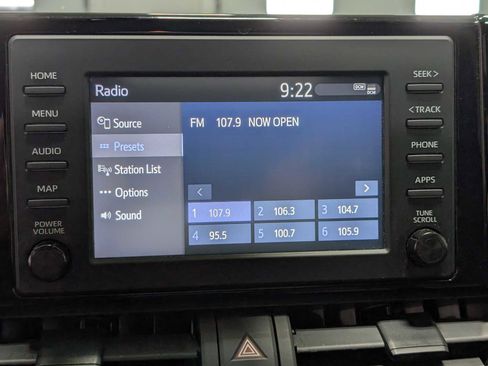 Radio 9:22 DCM
HOME
MENU
AUDIO
MAP
POWER
VOLUME
Source
Presets
Station List
Options
Sound
FM 107.9 NOW OPEN
< >
1 107.9 2 106.3 3 104.7
4 95.5 5 100.7 6 105.9
SEEK >
< TRACK
PHONE
APPS
TUNE
SCROLL